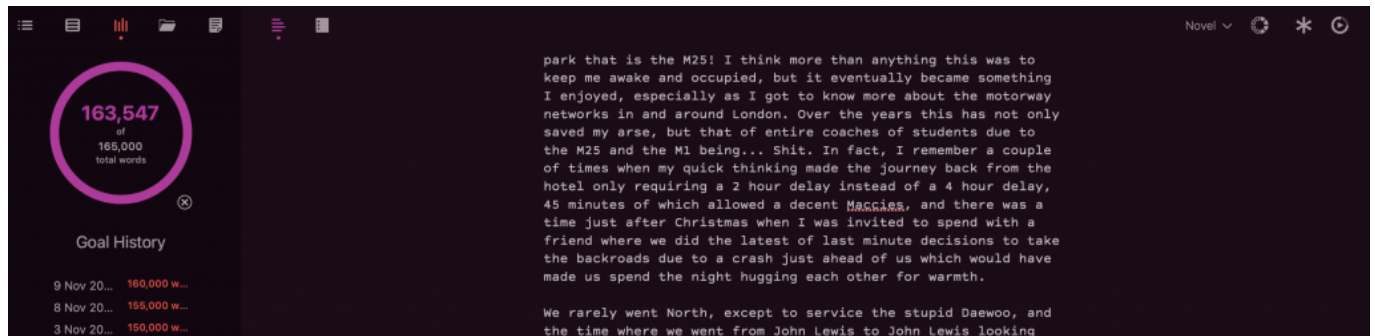 Novel
163,547
of
165,000
total words
Goal History
9 Nov 20... 160,000 w...
8 Nov 20... 155,000 w...
3 Nov 20... 150,000 w...
park that is the M25! I think more than anything this was to
keep me awake and occupied, but it eventually became something
I enjoyed, especially as I got to know more about the motorway
networks in and around London. Over the years this has not only
saved my arse, but that of entire coaches of students due to
the M25 and the M1 being... Shit. In fact, I remember a couple
of times when my quick thinking made the journey back from the
hotel only requiring a 2 hour delay instead of a 4 hour delay,
45 minutes of which allowed a decent Maccies, and there was a
time just after Christmas when I was invited to spend with a
friend where we did the latest of last minute decisions to take
the backroads due to a crash just ahead of us which would have
made us spend the night hugging each other for warmth.
We rarely went North, except to service the stupid Daewoo, and
the time where we went from John Lewis to John Lewis looking